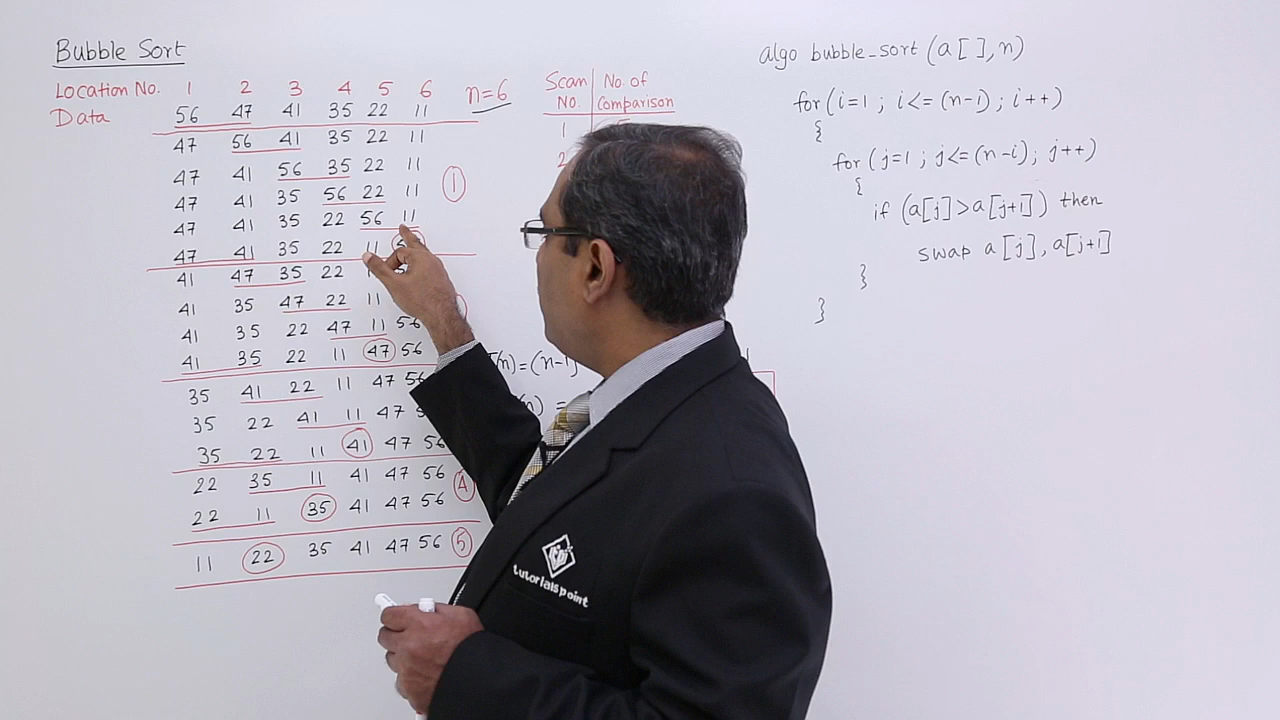 Bubble Sort
Location No. 1 2 3 4 5 6 n=6
Data 56 47 41 35 22 11
47 56 41 35 22 11
47 41 56 35 22 11
1
47 41 35 56 22 11
47 41 35 22 56 11
47 41 35 22 11
41 47 35 22
41 35 47 22 11
41 35 22 47 11 56
41 35 22 11 47 56
35 41 22 11 47 56
35 22 41 11 47
35 22 11 41 47 56
22 35 11 41 47 56 4
22 11 35 41 47 56
11 22 35 41 47 56 5
Scan No. of
No. Comparison
1
2
(n)=(n-1)
(n) =
algo bubble_sort (a[ ], n)
for (i=1 ; i<=(n-1) ; i++)
{
for (j=1 ; j<=(n-i) ; j++)
{
if (a[j]>a[j+1]) then
swap a[j], a[j+1]
}
}
tutorialspoint